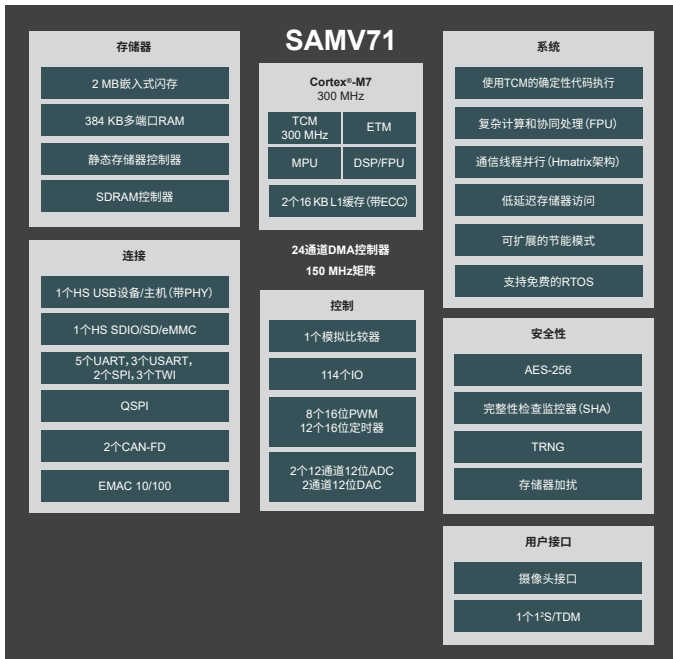 SAMV71
存储器
2 MB嵌入式闪存
384 KB多端口RAM
静态存储器控制器
SDRAM控制器
连接
1个HS USB设备/主机(带PHY)
1个HS SDIO/SD/eMMC
5个UART,3个USART,
2个SPI,3个TWI
QSPI
2个CAN-FD
EMAC 10/100
Cortex®-M7
300 MHz
TCM
300 MHz
ETM
MPU
DSP/FPU
2个16 KB L1缓存(带ECC)
24通道DMA控制器
150 MHz矩阵
控制
1个模拟比较器
114个IO
8个16位PWM
12个16位定时器
2个12通道12位ADC
2通道12位DAC
系统
使用TCM的确定性代码执行
复杂计算和协同处理(FPU)
通信线程并行(Hmatrix架构)
低延迟存储器访问
可扩展的节能模式
支持免费的RTOS
安全性
AES-256
完整性检查监控器(SHA)
TRNG
存储器加扰
用户接口
摄像头接口
1个1²S/TDM